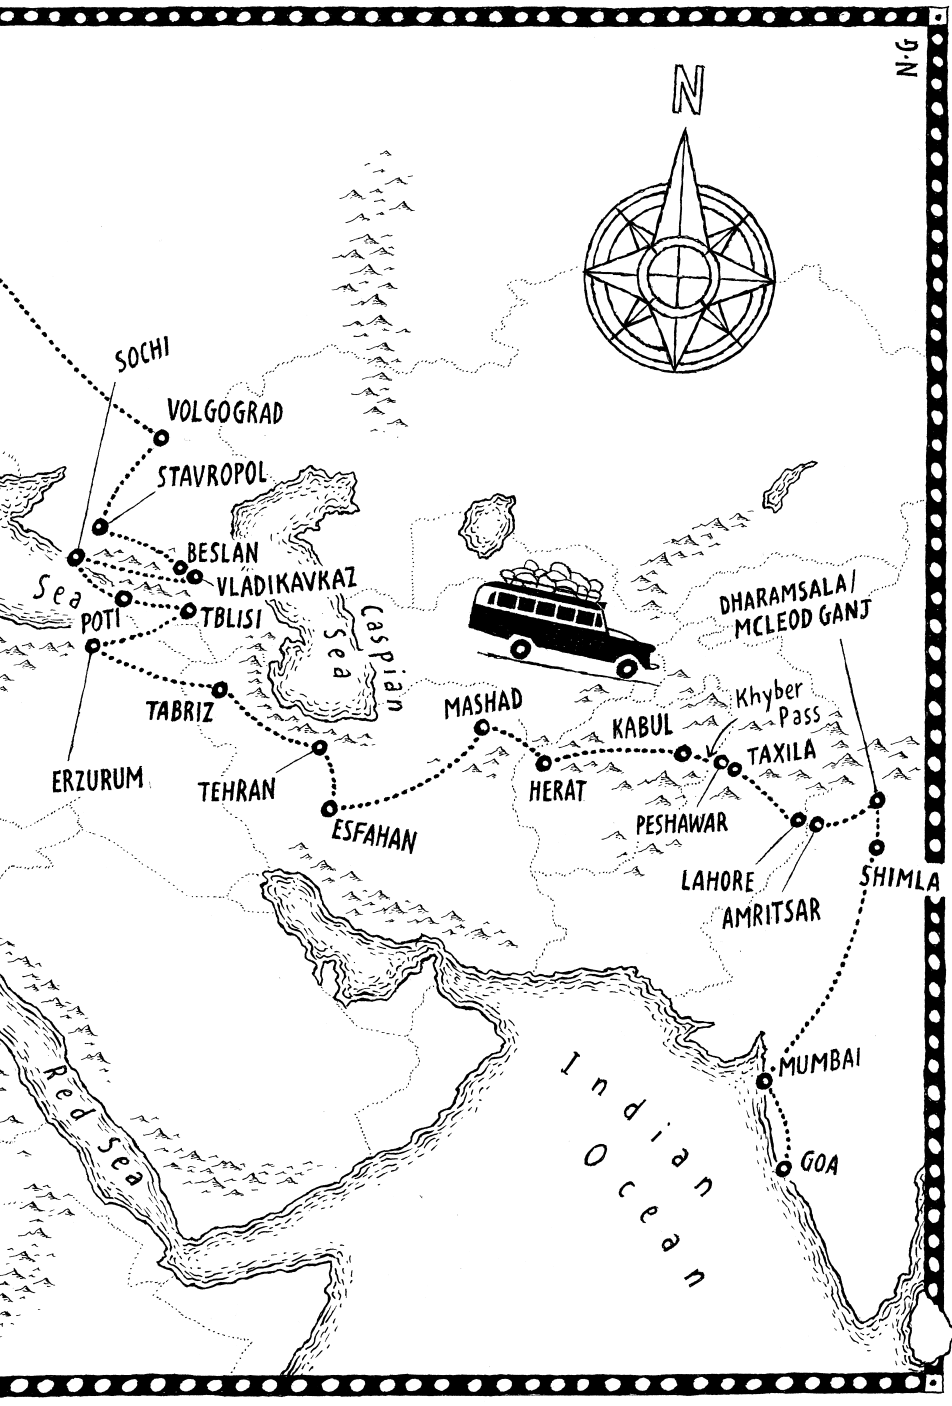 N·G
N
SOCHI
VOLGOGRAD
STAVROPOL
BESLAN
VLADIKAVKAZ
Sea
POTI
TBLISI
Caspian
Sea
DHARAMSALA/
MCLEOD GANJ
TABRIZ
MASHAD
Khyber
Pass
KABUL
TAXILA
ERZURUM
TEHRAN
HERAT
ESFAHAN
PESHAWAR
LAHORE
SHIMLA
AMRITSAR
Red Sea
MUMBAI
Indian
Ocean
GOA